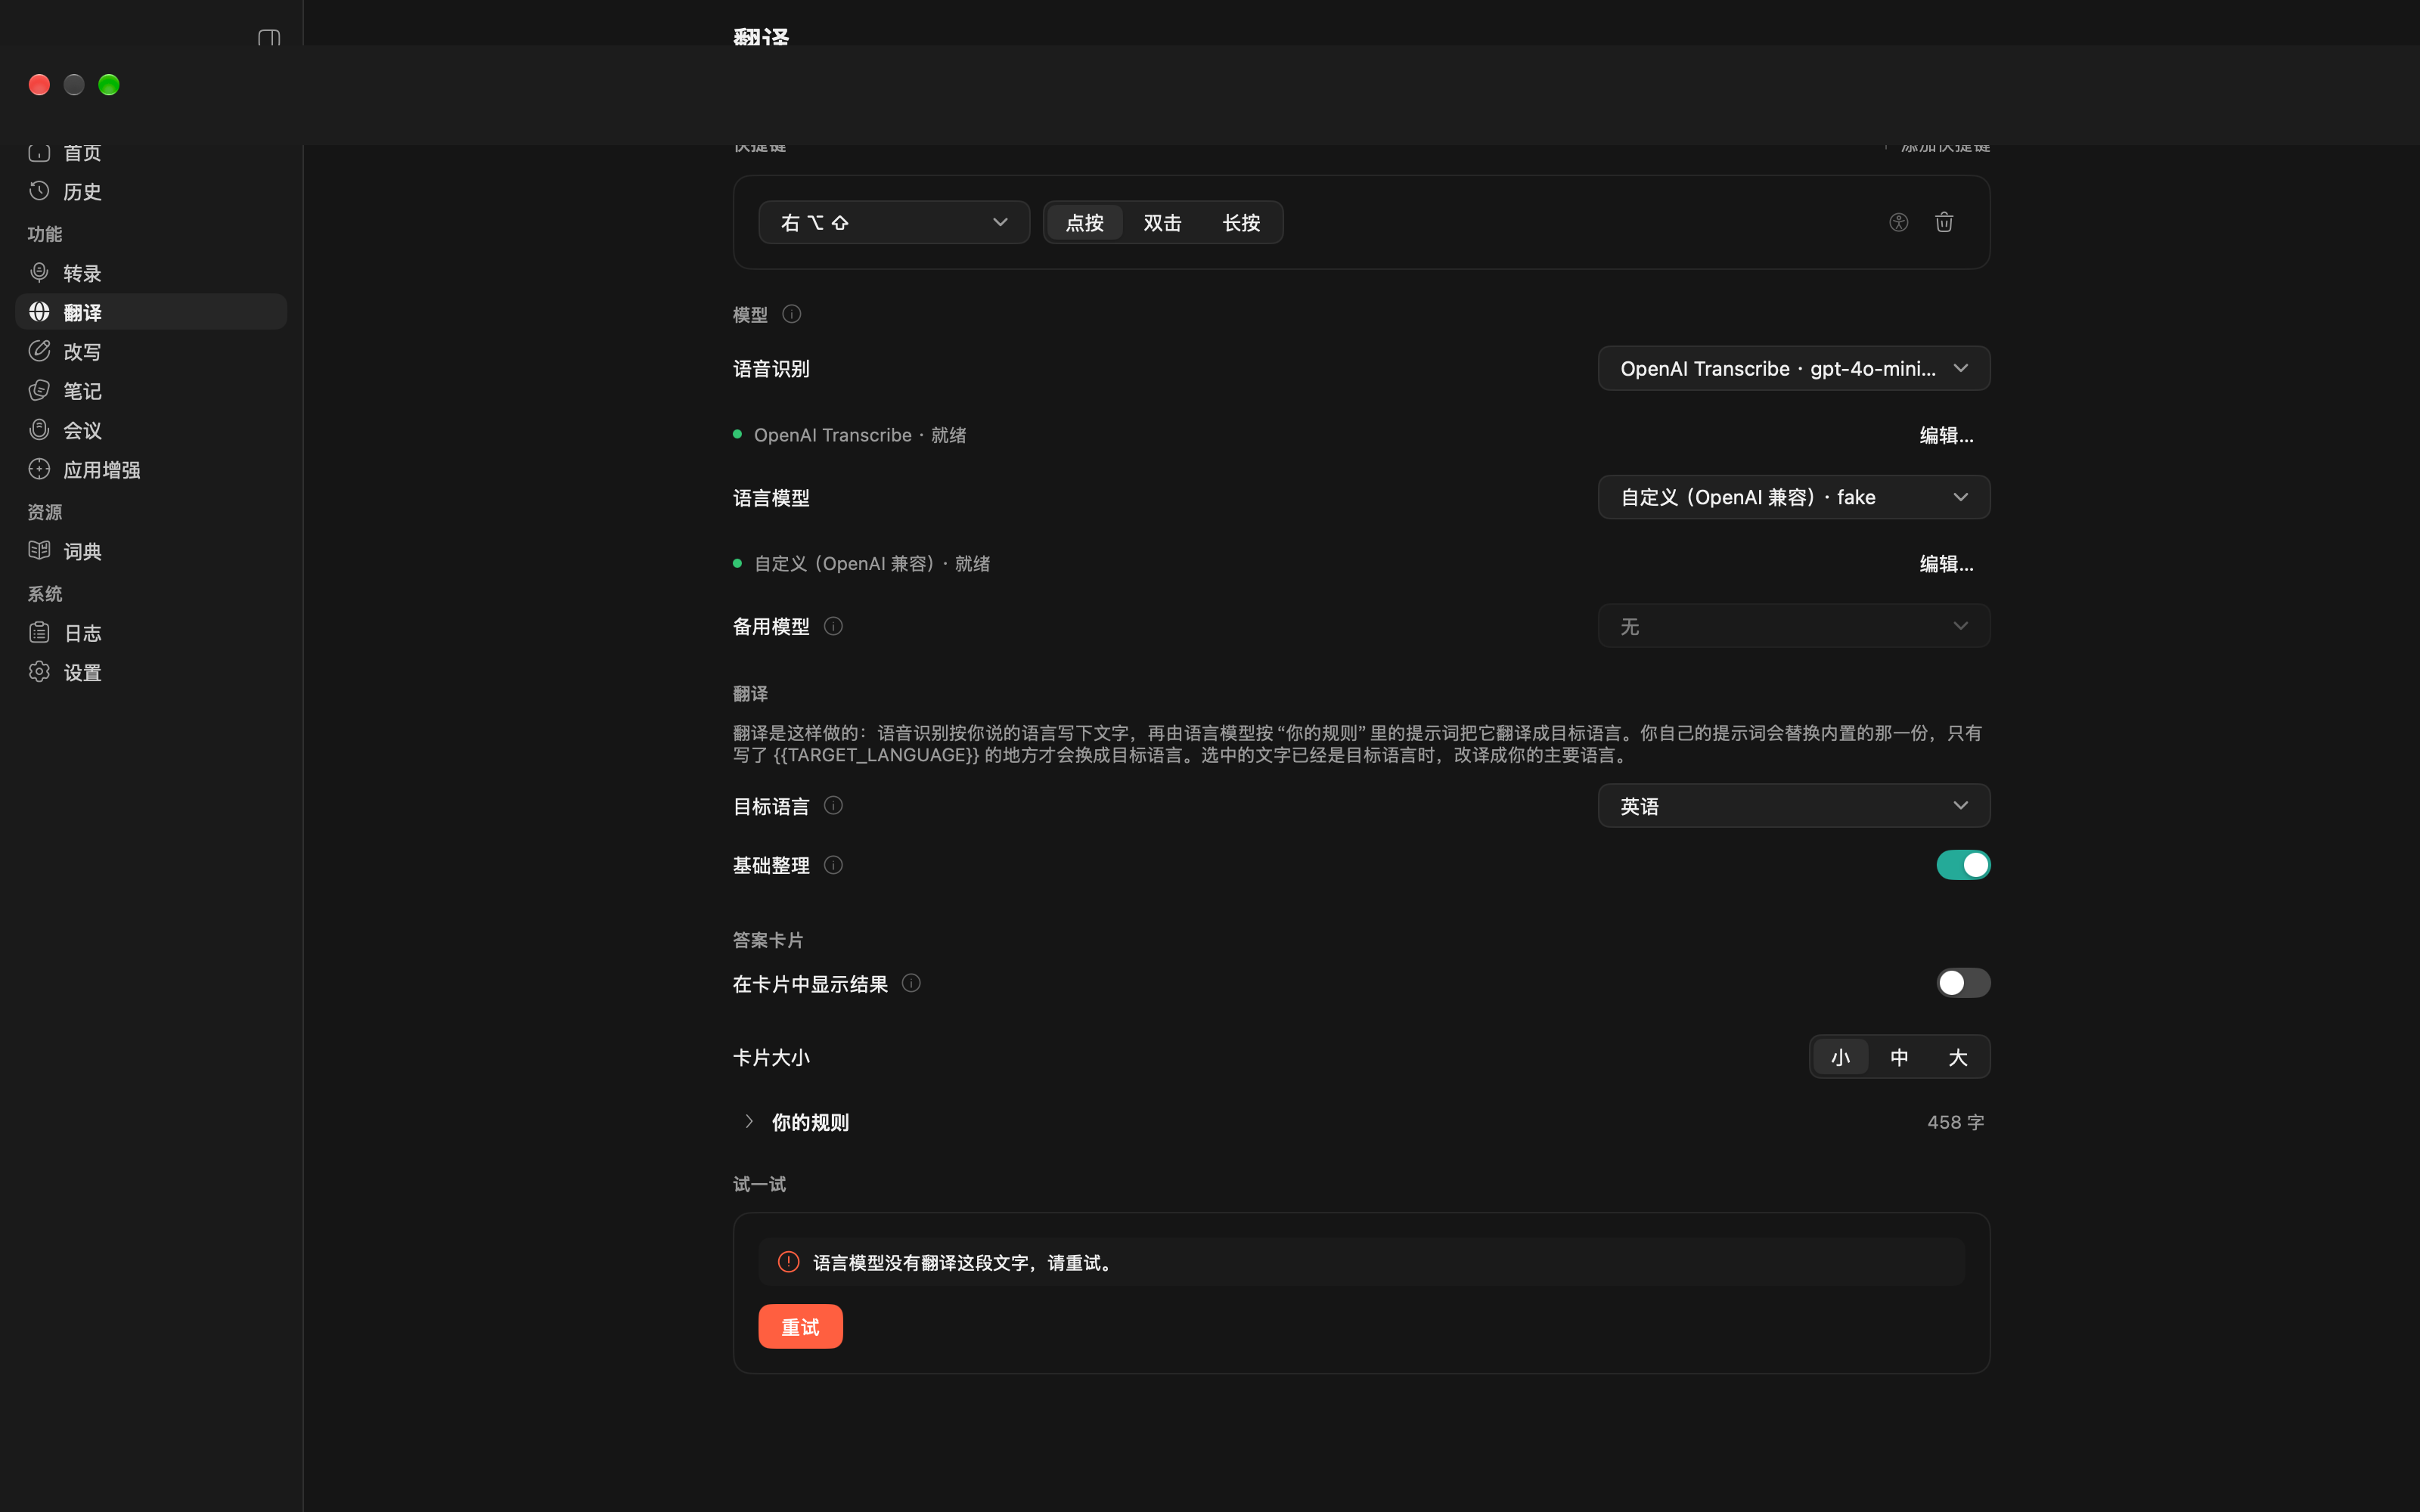 翻译
首页
历史
功能
转录
翻译
改写
笔记
会议
应用增强
资源
词典
系统
日志
设置
快捷键
添加快捷键
右 ⌥ ⇧
点按 双击 长按
模型
语音识别
OpenAI Transcribe · gpt-4o-mini...
OpenAI Transcribe · 就绪
编辑...
语言模型
自定义（OpenAI 兼容）· fake
自定义（OpenAI 兼容）· 就绪
编辑...
备用模型
无
翻译
翻译是这样做的：语音识别按你说的语言写下文字，再由语言模型按“你的规则”里的提示词把它翻译成目标语言。你自己的提示词会替换内置的那一份，只有
写了 {{TARGET_LANGUAGE}} 的地方才会换成目标语言。选中的文字已经是目标语言时，改译成你的主要语言。
目标语言
英语
基础整理
答案卡片
在卡片中显示结果
卡片大小
小 中 大
你的规则
458 字
试一试
语言模型没有翻译这段文字，请重试。
重试